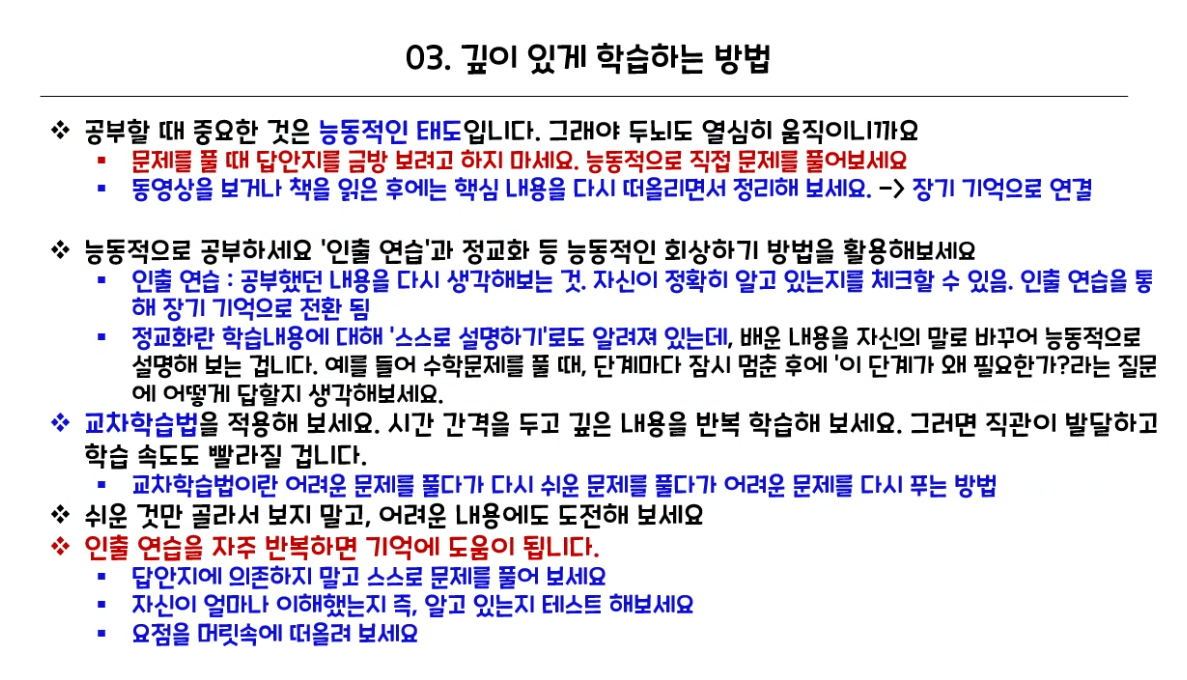 03. 깊이 있게 학습하는 방법
❖ 공부할 때 중요한 것은 능동적인 태도입니다. 그래야 두뇌도 열심히 움직이니까요
▪ 문제를 풀 때 답안지를 금방 보려고 하지 마세요. 능동적으로 직접 문제를 풀어보세요
▪ 동영상을 보거나 책을 읽은 후에는 핵심 내용을 다시 떠올리면서 정리해 보세요. -> 장기 기억으로 연결
❖ 능동적으로 공부하세요 '인출 연습'과 정교화 등 능동적인 회상하기 방법을 활용해보세요
▪ 인출 연습 : 공부했던 내용을 다시 생각해보는 것. 자신이 정확히 알고 있는지를 체크할 수 있음. 인출 연습을 통
해 장기 기억으로 전환 됨
▪ 정교화란 학습내용에 대해 '스스로 설명하기'로도 알려져 있는데, 배운 내용을 자신의 말로 바꾸어 능동적으로
설명해 보는 겁니다. 예를 들어 수학문제를 풀 때, 단계마다 잠시 멈춘 후에 '이 단계가 왜 필요한가?라는 질문
에 어떻게 답할지 생각해보세요.
❖ 교차학습법을 적용해 보세요. 시간 간격을 두고 깊은 내용을 반복 학습해 보세요. 그러면 직관이 발달하고
학습 속도도 빨라질 겁니다.
▪ 교차학습법이란 어려운 문제를 풀다가 다시 쉬운 문제를 풀다가 어려운 문제를 다시 푸는 방법
❖ 쉬운 것만 골라서 보지 말고, 어려운 내용에도 도전해 보세요
❖ 인출 연습을 자주 반복하면 기억에 도움이 됩니다.
▪ 답안지에 의존하지 말고 스스로 문제를 풀어 보세요
▪ 자신이 얼마나 이해했는지 즉, 알고 있는지 테스트 해보세요
▪ 요점을 머릿속에 떠올려 보세요